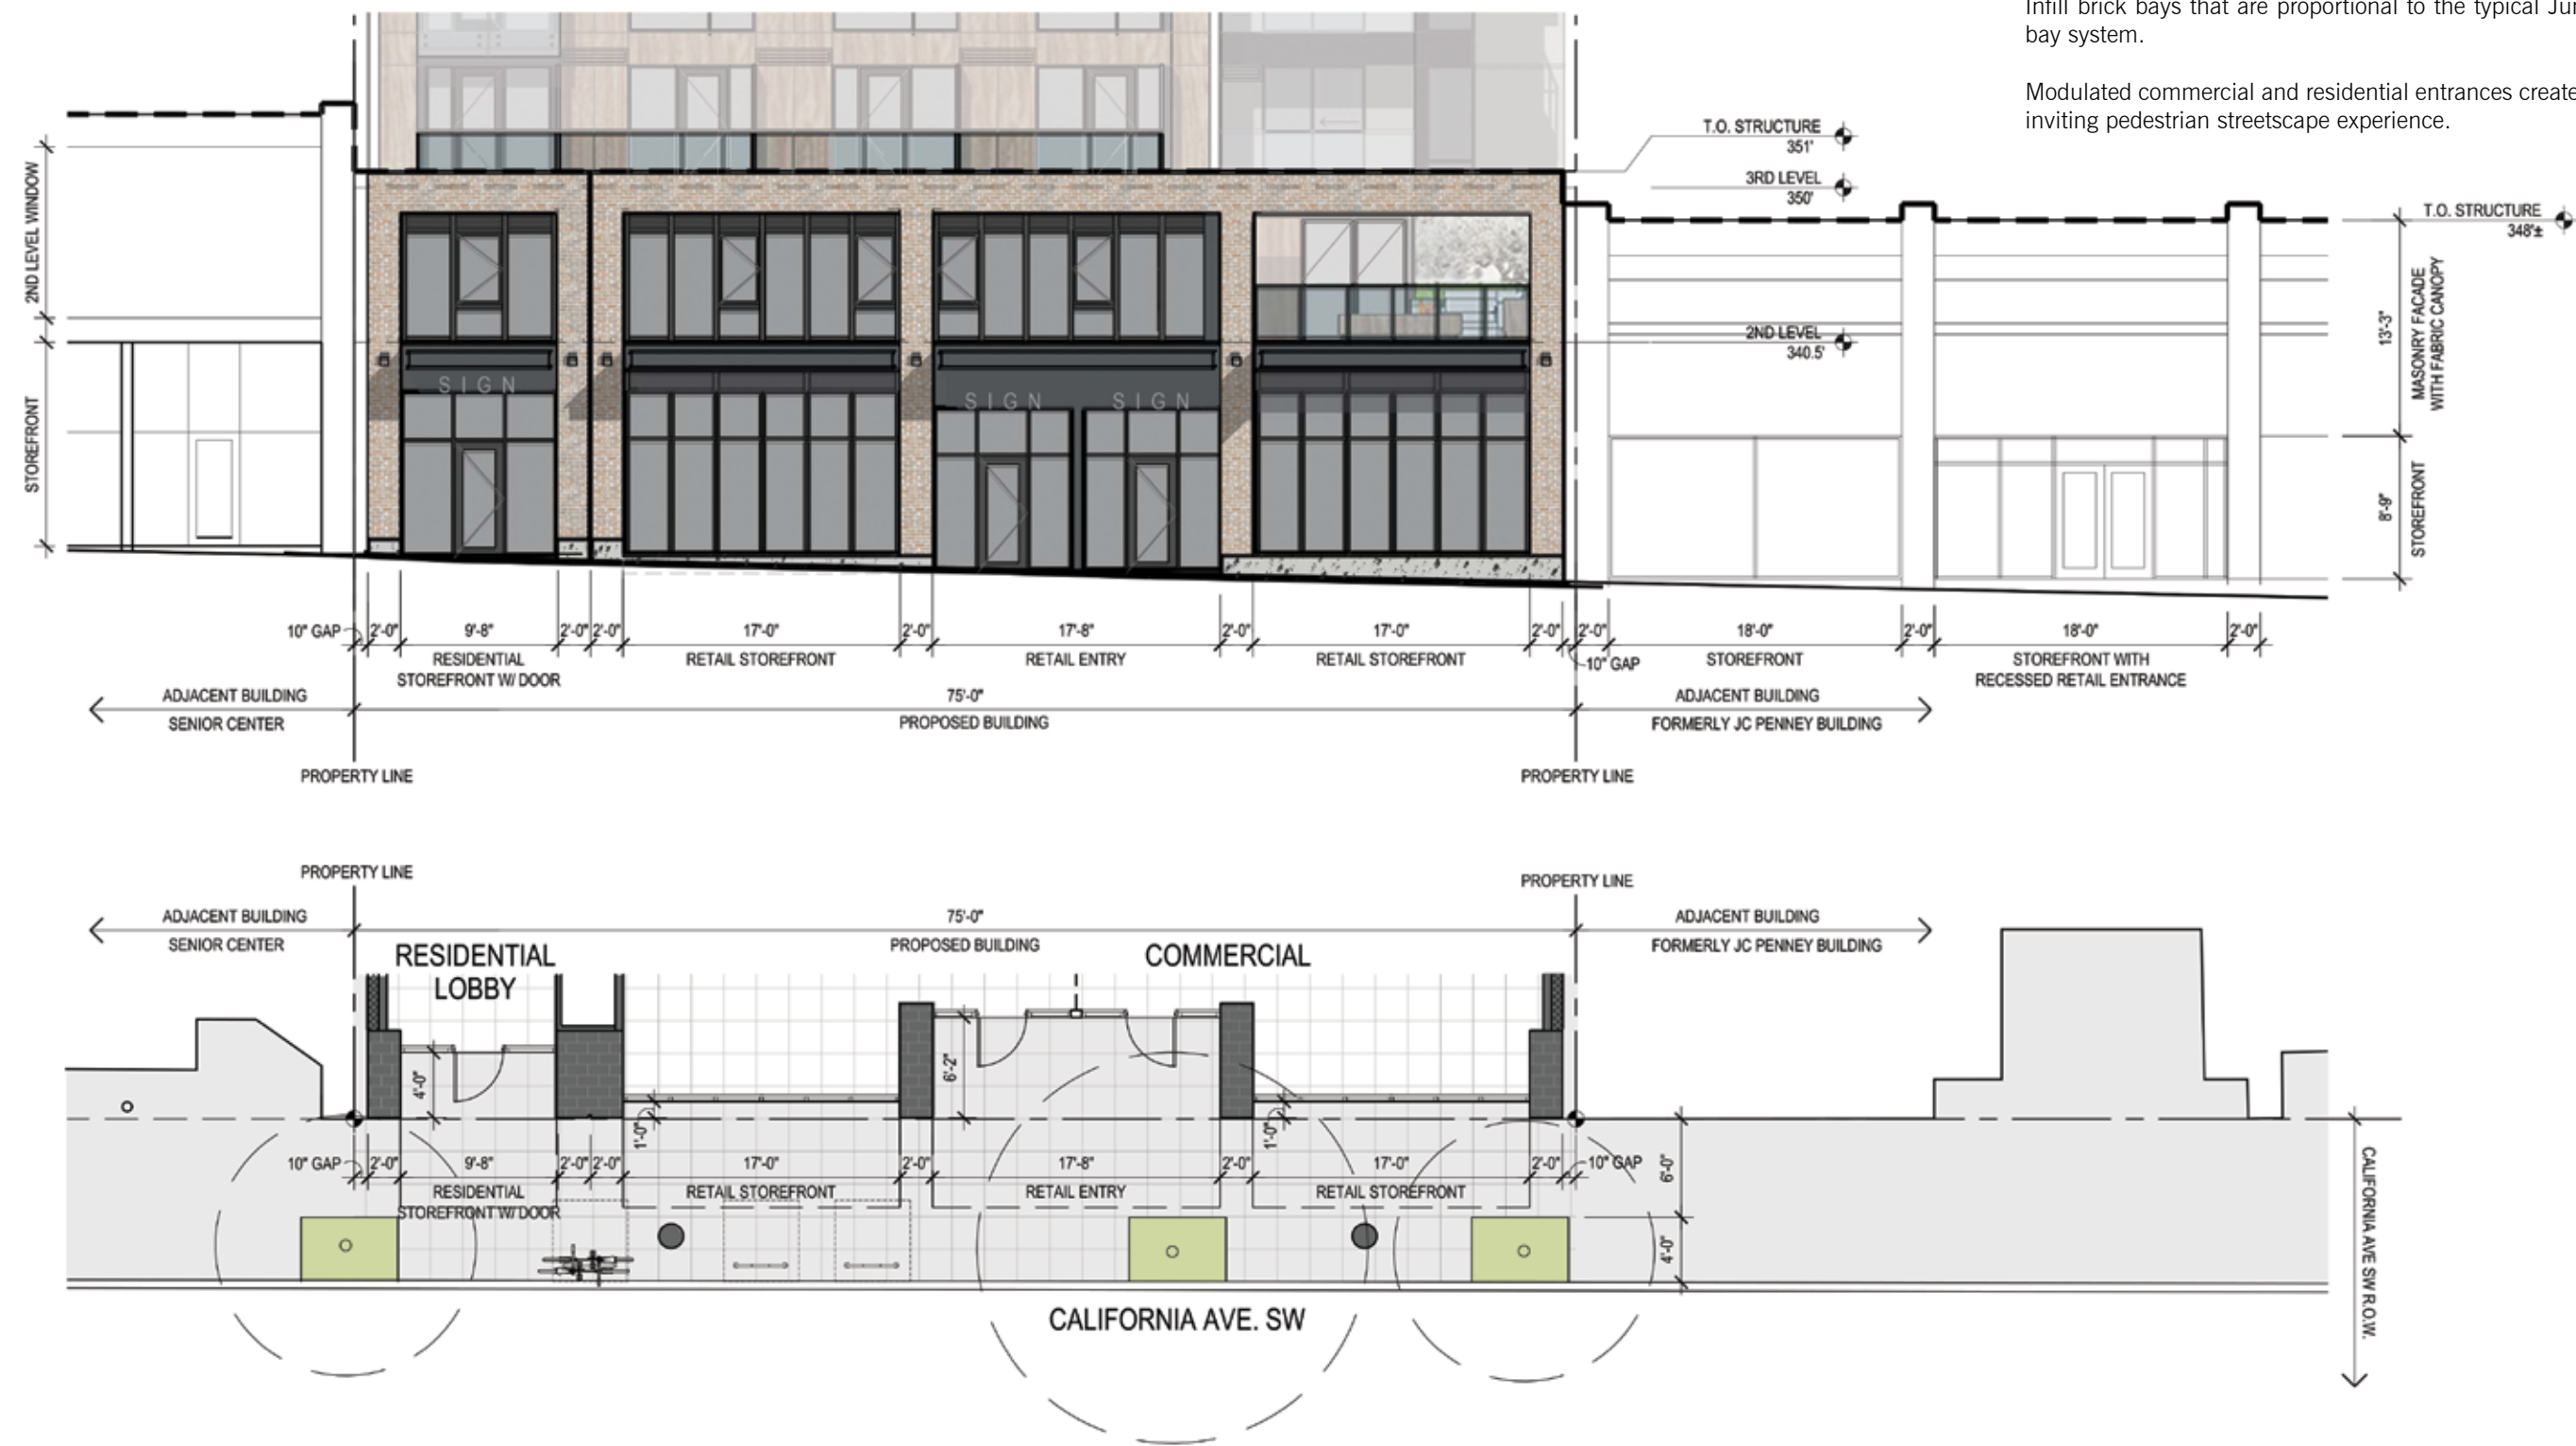 Infill brick bays that are proportional to the typical Jun
bay system.
Modulated commercial and residential entrances create
inviting pedestrian streetscape experience.
T.O. STRUCTURE
351'
3RD LEVEL
350'
T.O. STRUCTURE
348'±
2ND LEVEL
340.5'
2ND LEVEL WINDOW
STOREFRONT
SIGN
SIGN SIGN
13'-3"
MASONRY FACADE
WITH FABRIC CANOPY
8'-9"
STOREFRONT
10" GAP 2'-0" 9'-8" 2'-0" 2'-0" 17'-0" 2'-0" 17'-8" 2'-0" 17'-0" 2'-0" 2'-0" 18'-0" 2'-0" 18'-0" 2'-0"
RESIDENTIAL RETAIL STOREFRONT RETAIL ENTRY RETAIL STOREFRONT 10" GAP STOREFRONT STOREFRONT WITH
STOREFRONT W/ DOOR RECESSED RETAIL ENTRANCE
ADJACENT BUILDING 75'-0" ADJACENT BUILDING
SENIOR CENTER PROPOSED BUILDING FORMERLY JC PENNEY BUILDING
PROPERTY LINE PROPERTY LINE
PROPERTY LINE PROPERTY LINE
ADJACENT BUILDING 75'-0" ADJACENT BUILDING
SENIOR CENTER PROPOSED BUILDING FORMERLY JC PENNEY BUILDING
RESIDENTIAL COMMERCIAL
LOBBY
4'-0"
6'-2"
1'-0"
1'-0"
10" GAP 2'-0" 9'-8" 2'-0" 2'-0" 17'-0" 2'-0" 17'-8" 2'-0" 17'-0" 2'-0" 10" GAP
RESIDENTIAL RETAIL STOREFRONT RETAIL ENTRY RETAIL STOREFRONT
STOREFRONT W/ DOOR
6'-0"
4'-0"
CALIFORNIA AVE SW R.O.W.
CALIFORNIA AVE. SW